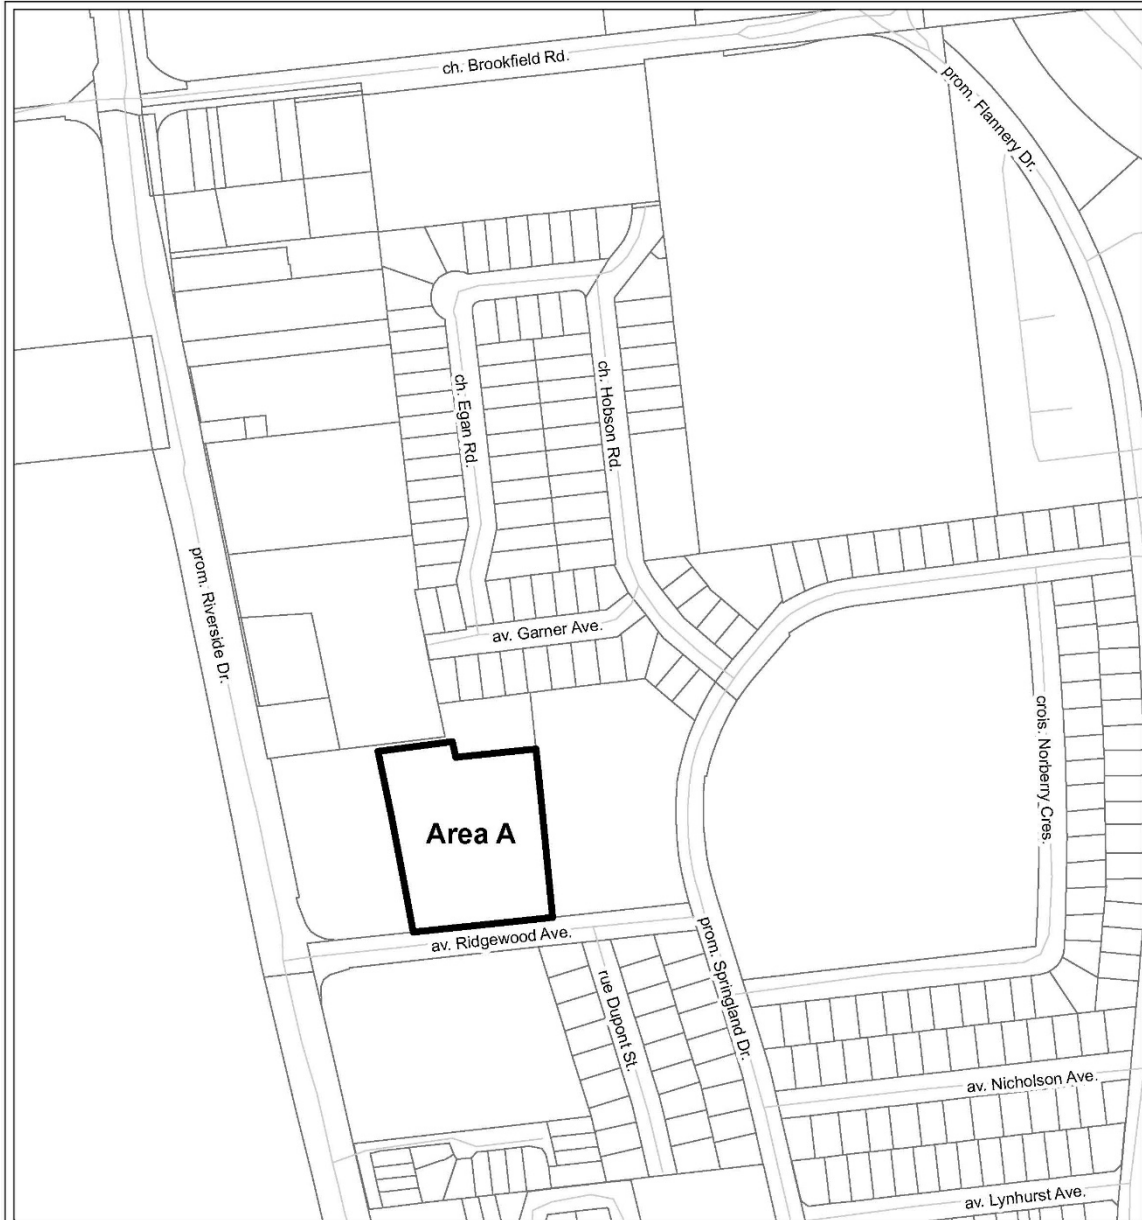 ch. Brookfield Rd.
prom. Flannery Dr.
ch. Egan Rd.
ch. Hobson Rd.
prom. Riverside Dr.
av. Garner Ave.
crois. Norberry Cres.
Area A
av. Ridgewood Ave.
prom. Springland Dr.
rue Dupont St.
av. Nicholson Ave.
av. Lynhurst Ave.